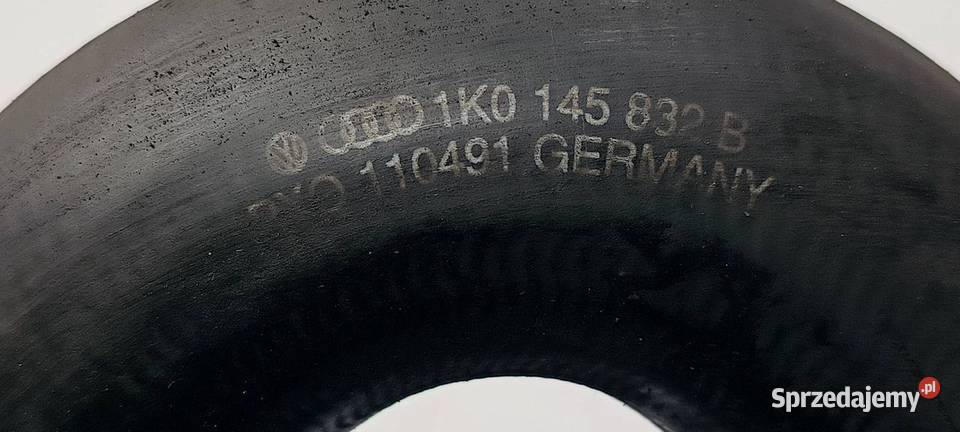 1K0 145 832 B
110491 GERMANY
Sprzedajemy.pl